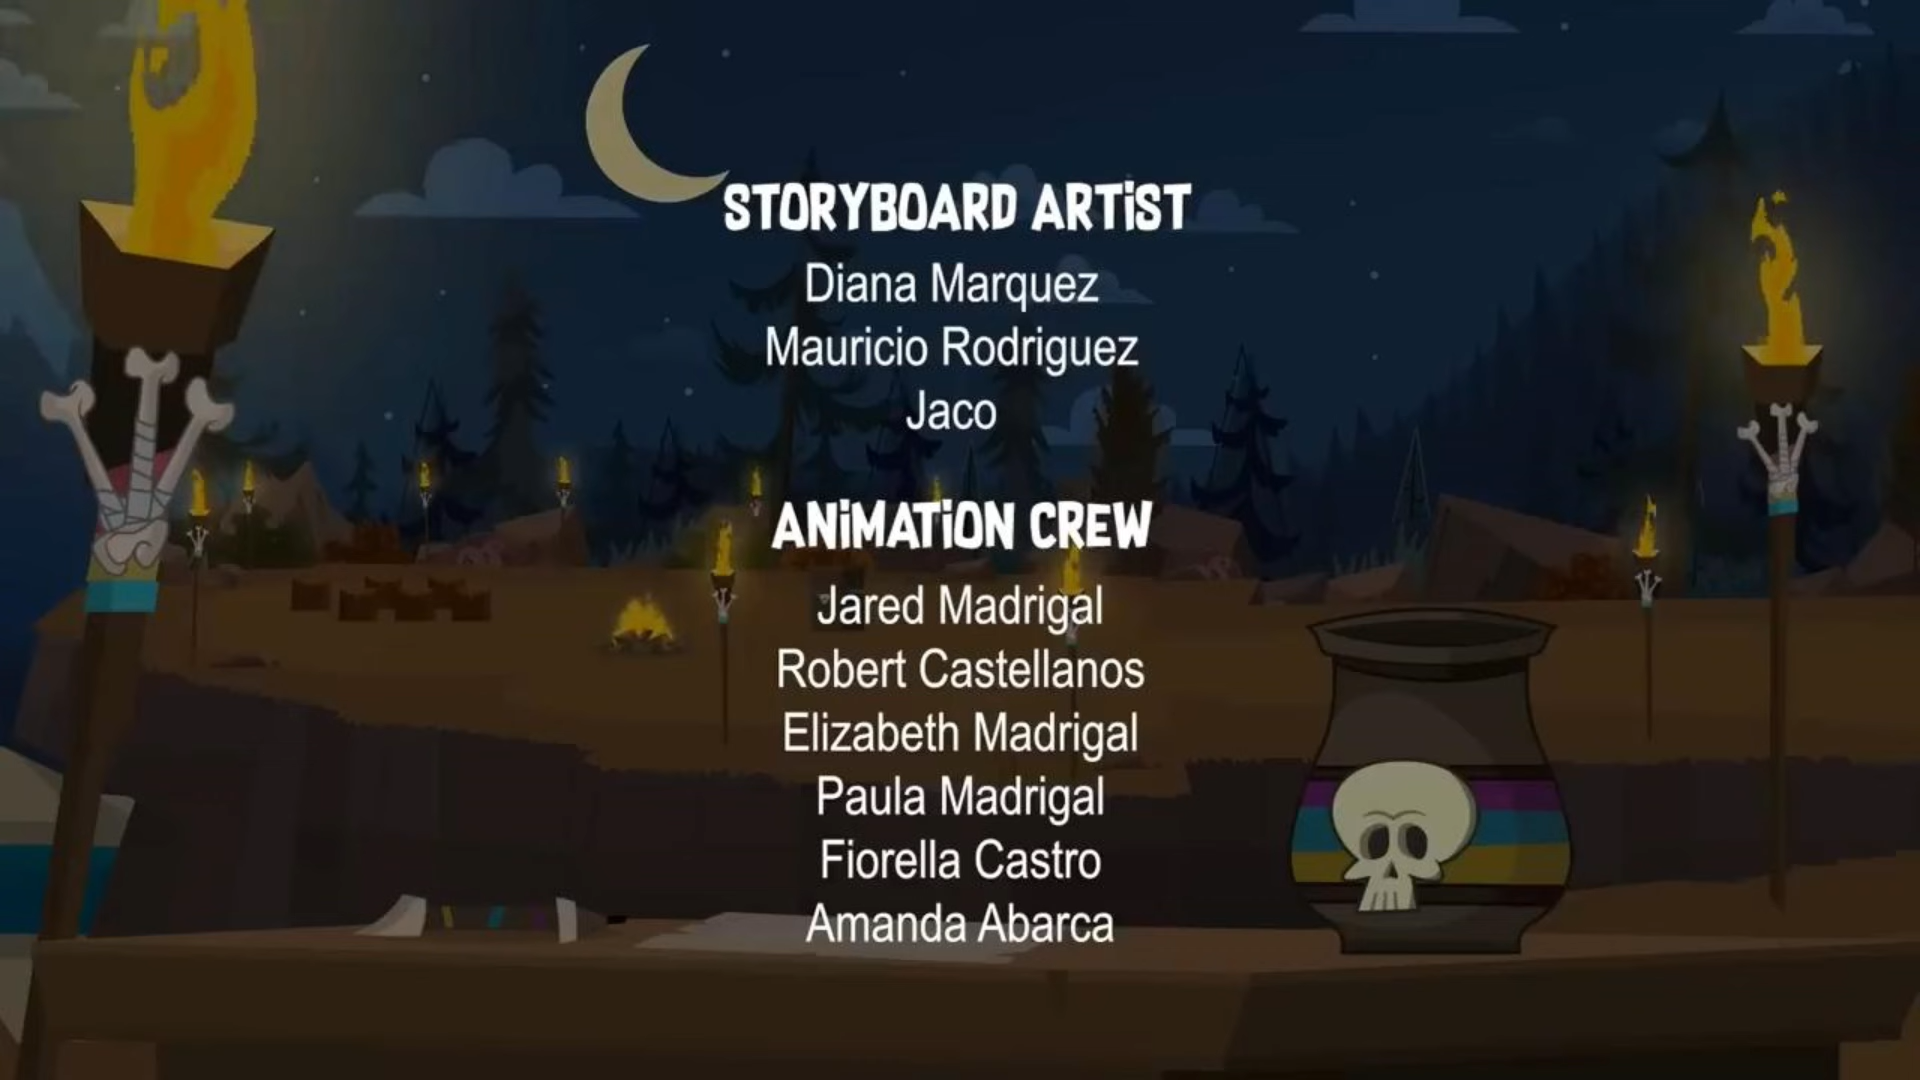 STORYBOARD ARTiST
Diana Marquez
Mauricio Rodriguez
Jaco
ANiMATiON CREW
Jared Madrigal
Robert Castellanos
Elizabeth Madrigal
Paula Madrigal
Fiorella Castro
Amanda Abarca